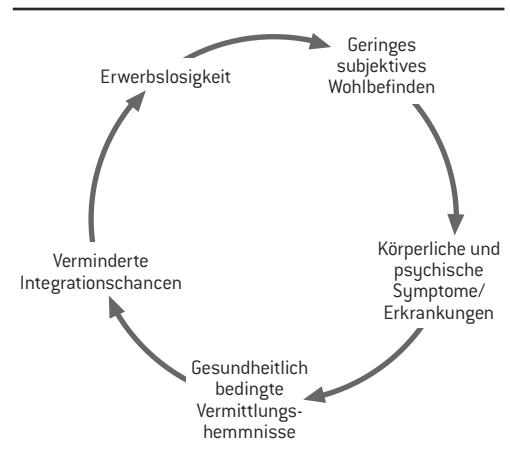 Erwerbslosigkeit
Geringes
subjektives
Wohlbefinden
Körperliche und
psychische
Symptome/
Erkrankungen
Gesundheitlich
bedingte
Vermittlungs-
hemmnisse
Verminderte
Integrationschancen